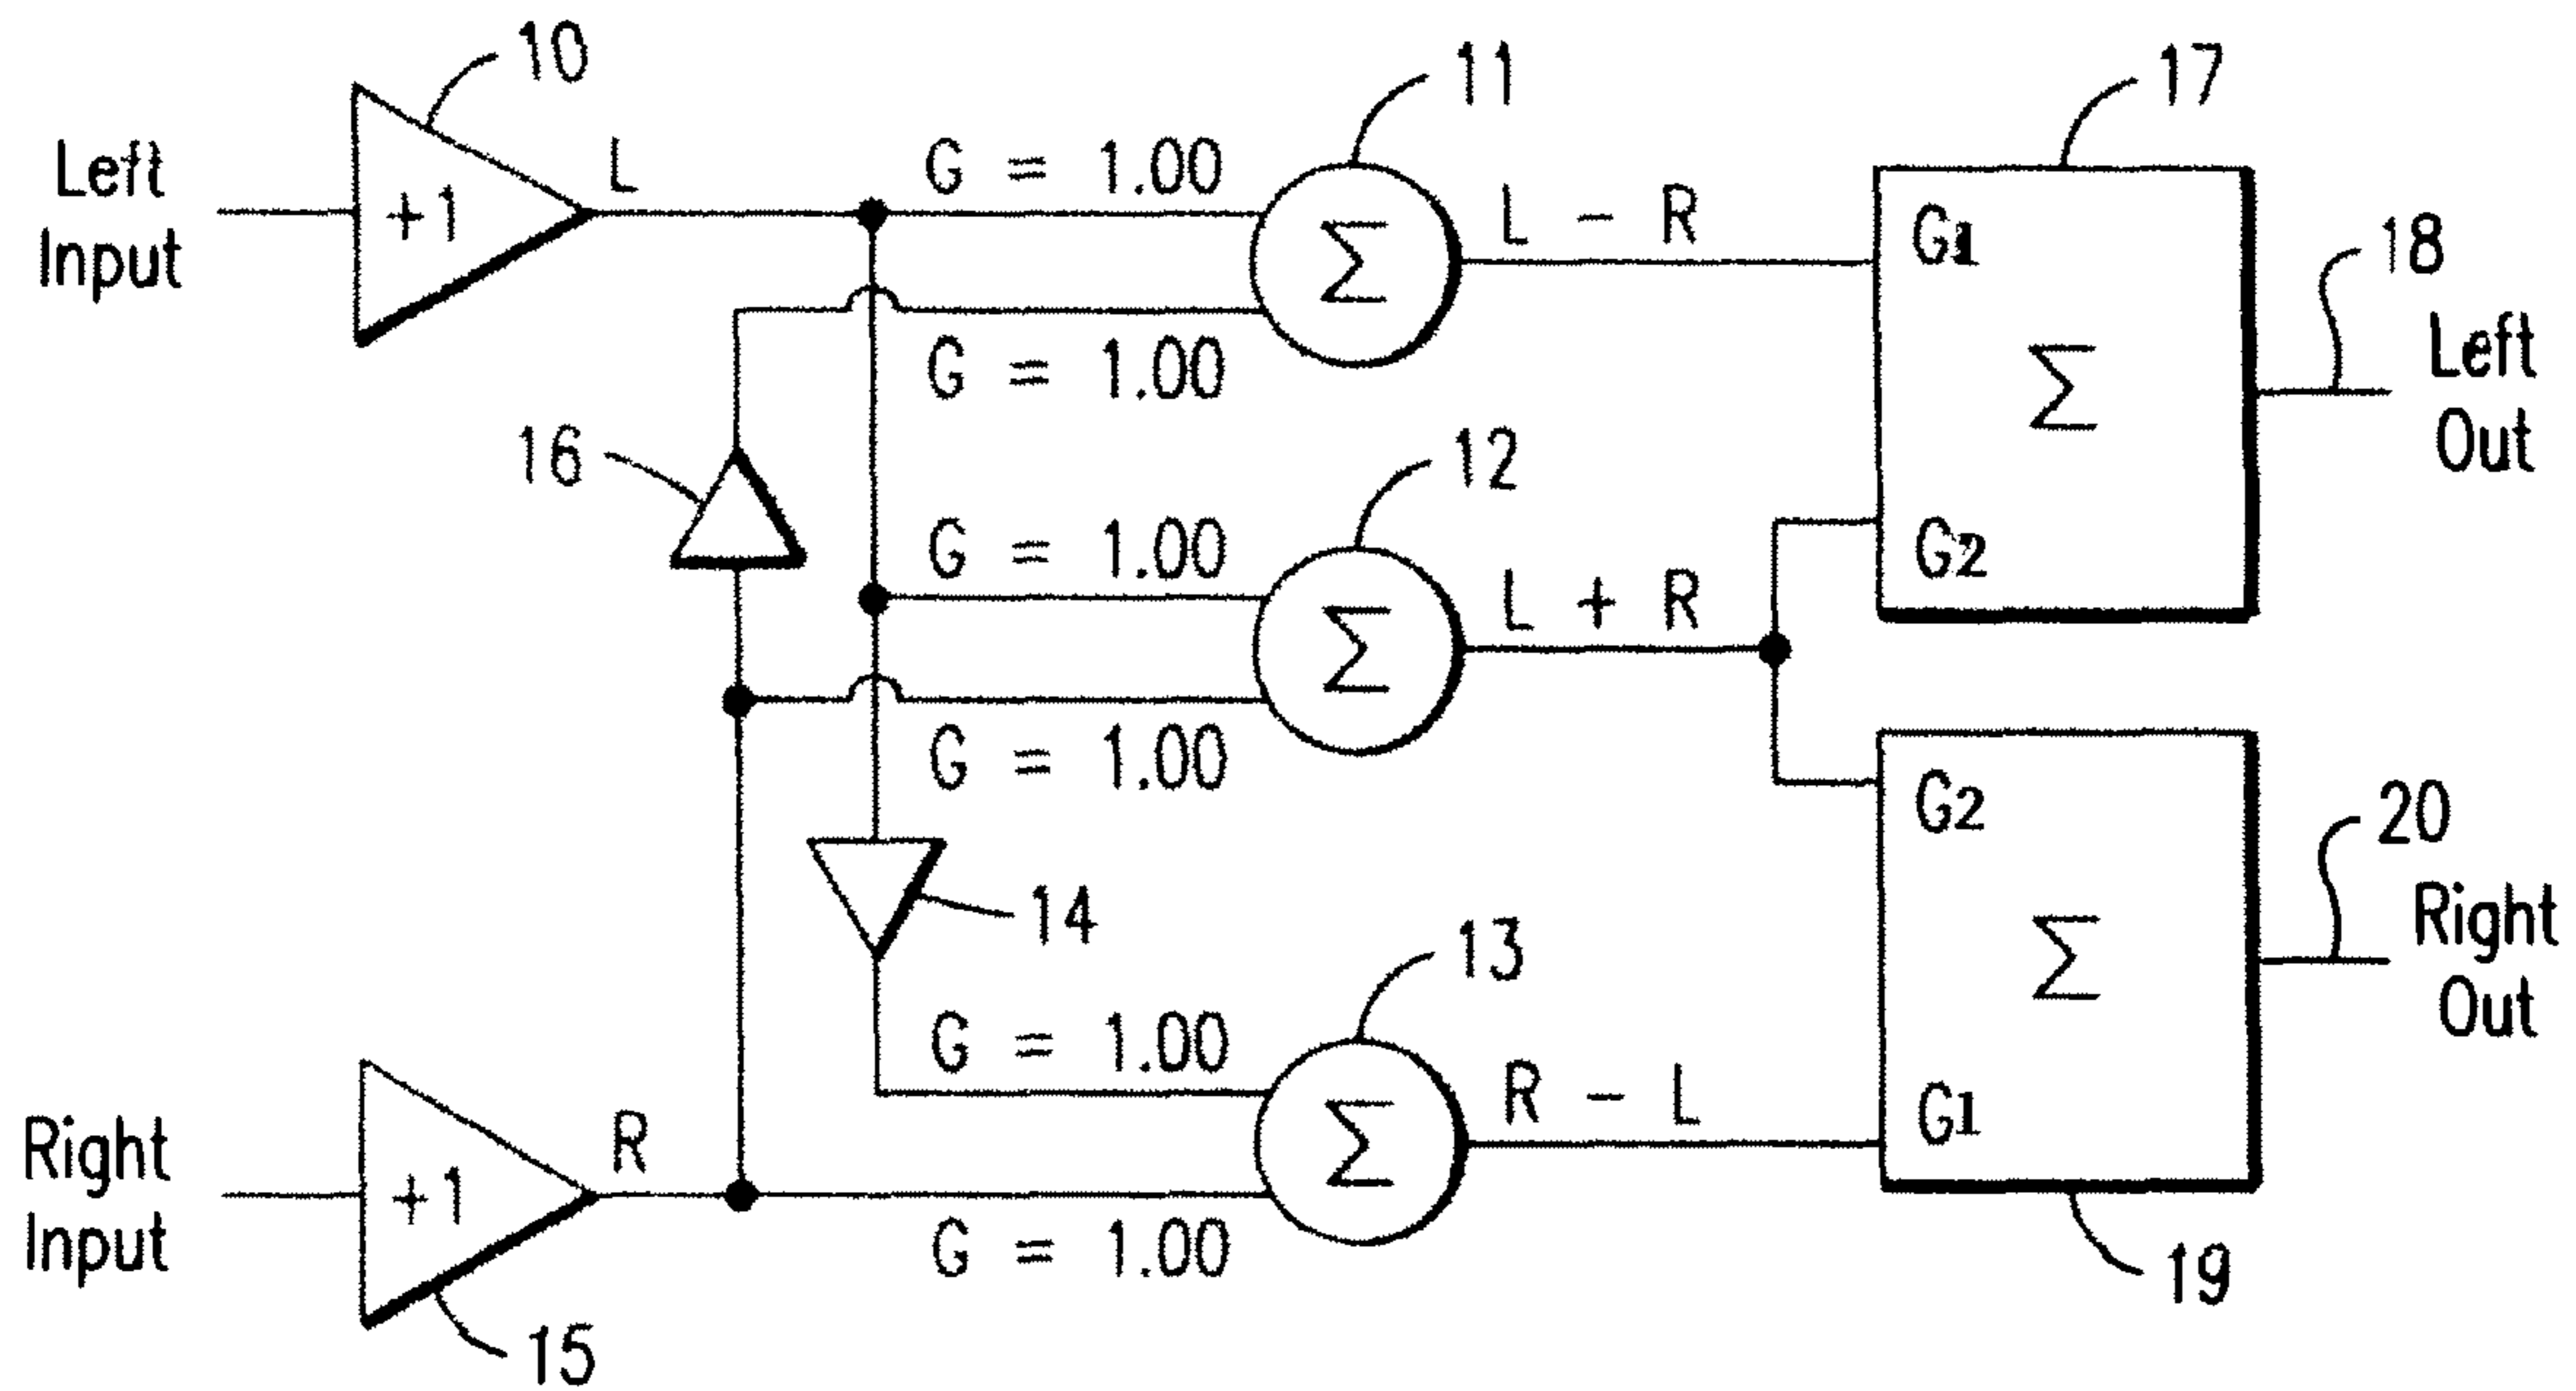 10
11
17
Left
Input
+1
L
G = 1.00
Σ
L - R
G1
18
Left
Out
G = 1.00
Σ
16
12
G = 1.00
Σ
L + R
G2
G = 1.00
G2
20
Right
Out
14
13
Σ
G = 1.00
Σ
R - L
G1
Right
Input
+1
R
G = 1.00
19
15